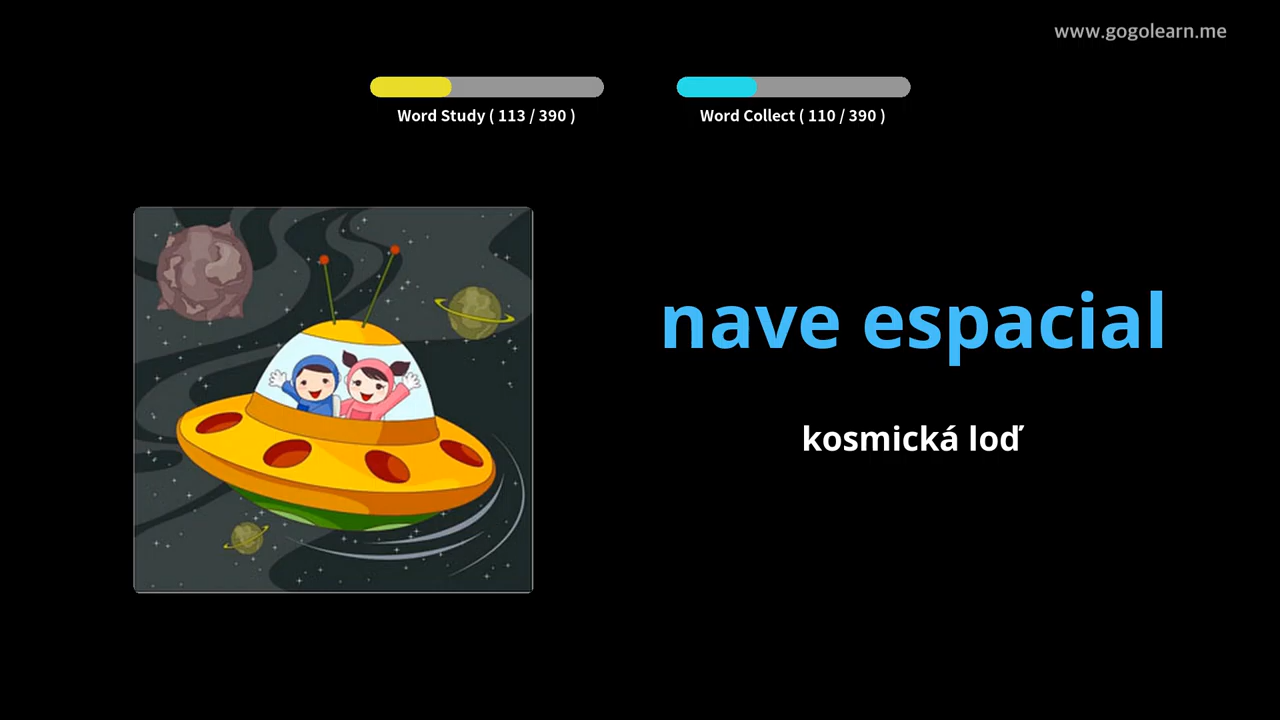 www.gogolearn.me
Word Study ( 113 / 390 )
Word Collect ( 110 / 390 )
nave espacial
kosmická loď